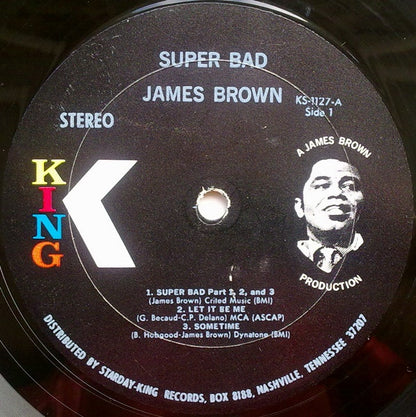 SUPER BAD
JAMES BROWN
KS-1127-A
Side 1
STEREO
KING
A JAMES BROWN
PRODUCTION
1. SUPER BAD Part 1, 2, and 3
(James Brown) Crited Music (BMI)
2. LET IT BE ME
(G. Becaud-C.P. Delano) MCA (ASCAP)
3. SOMETIME
(B. Hobgood-James Brown) Dynatone (BMI)
DISTRIBUTED BY STARDAY-KING RECORDS, BOX 8188, NASHVILLE, TENNESSEE 37207